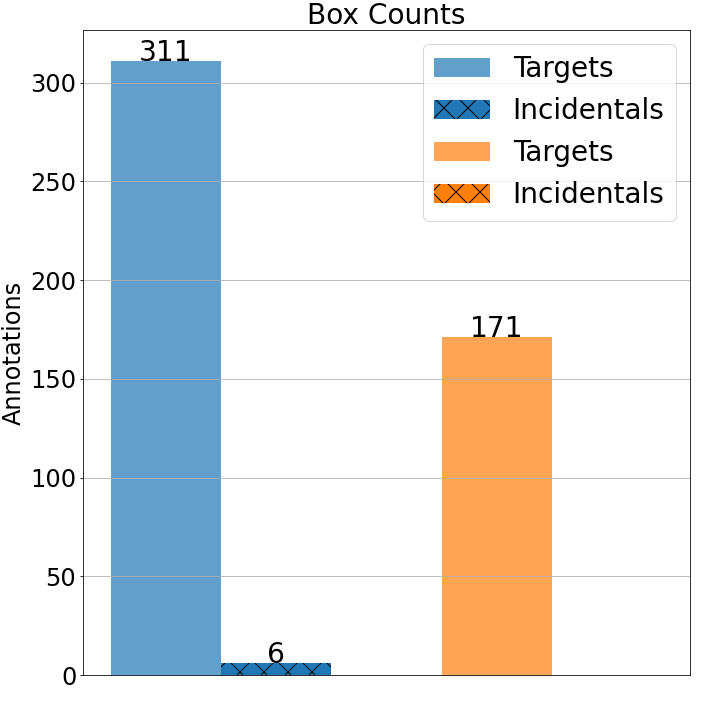 Box Counts
311
Targets
Incidentals
Targets
Incidentals
300
250
200
171
150
100
50
6
0
Annotations